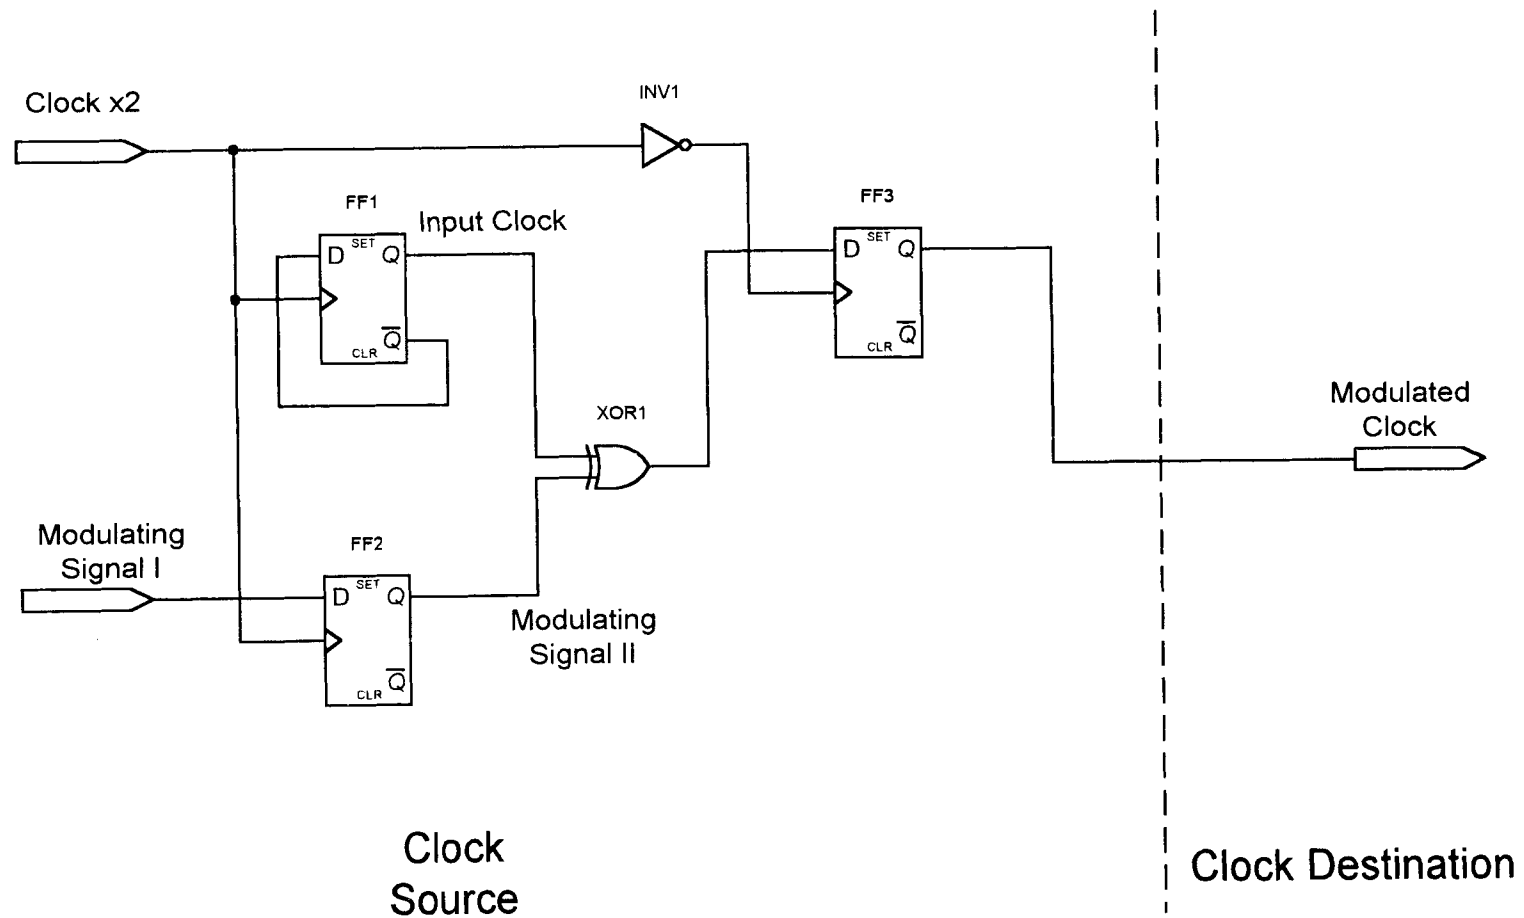 Clock x2
INV1
FF1
Input Clock
D SET Q
Q̅
CLR
FF3
D SET Q
Q̅
CLR
XOR1
Modulated
Clock
Modulating
Signal I
FF2
D SET Q
Q̅
CLR
Modulating
Signal II
Clock
Source
Clock Destination